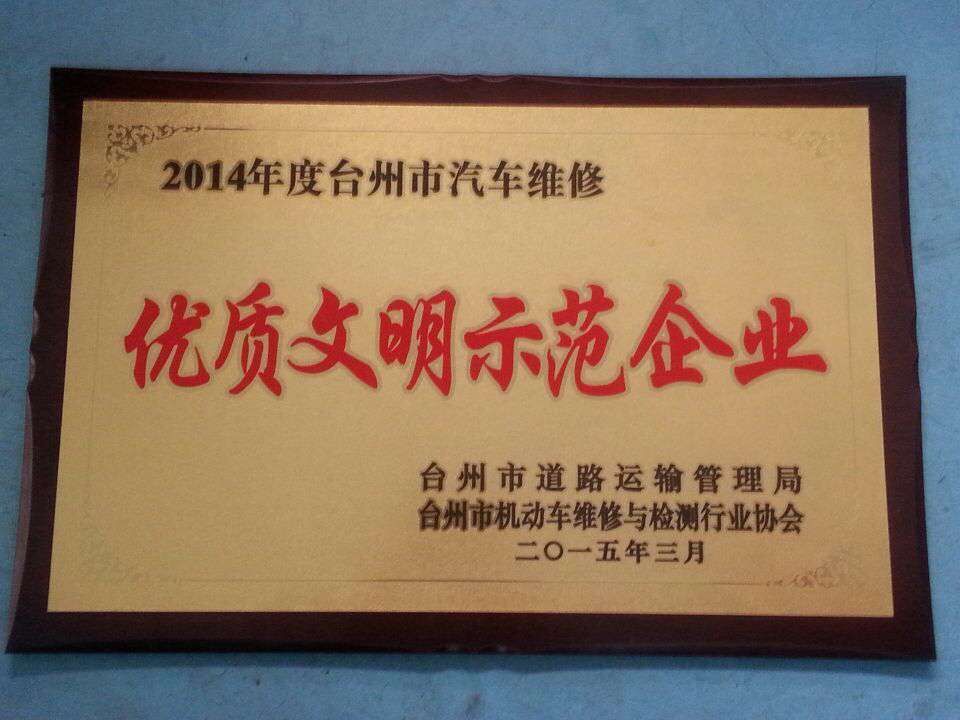 2014年度台州市汽车维修
优质文明示范企业
台州市道路运输管理局
台州市机动车维修与检测行业协会
二〇一五年三月